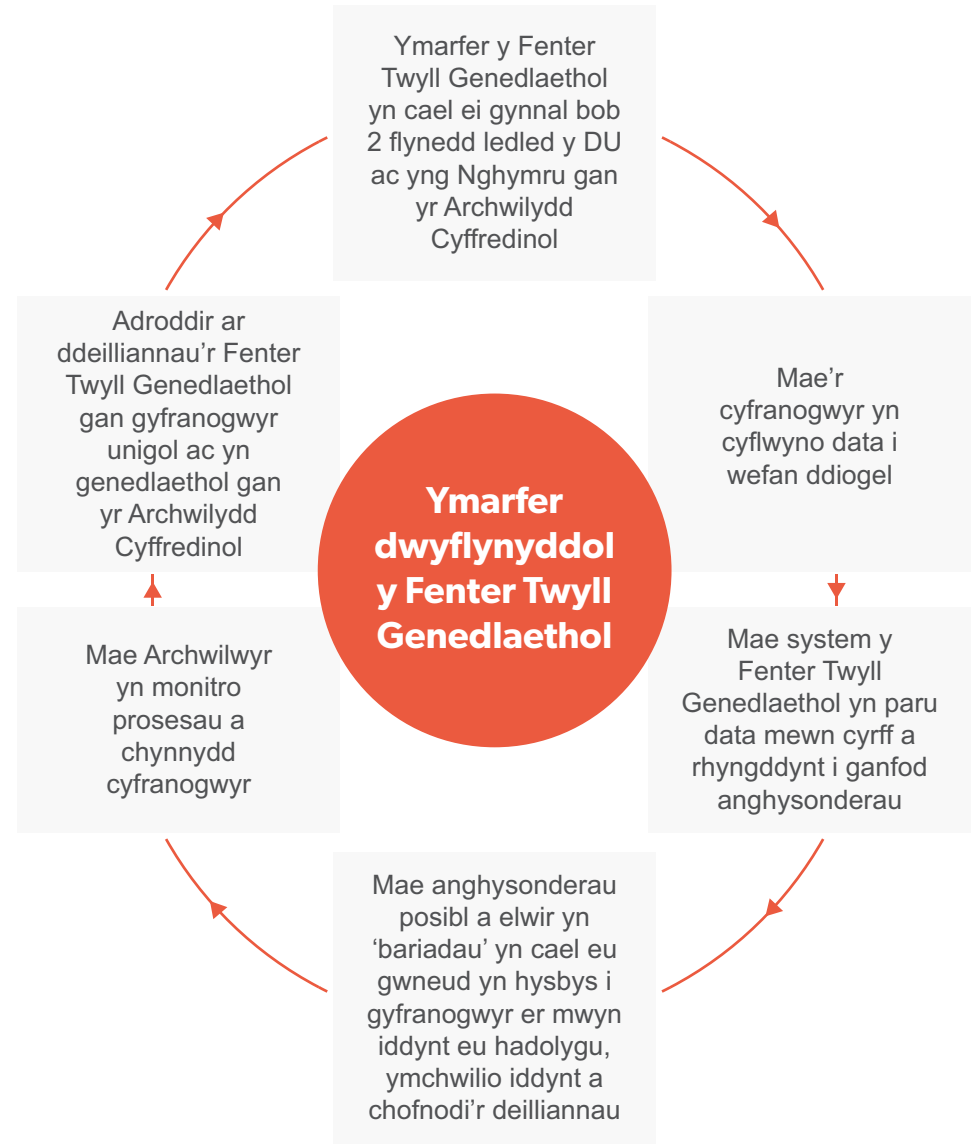 Ymarfer y Fenter
Twyll Genedlaethol
yn cael ei gynnal bob
2 flynedd ledled y DU
ac yng Nghymru gan
yr Archwilydd
Cyffredinol
Mae’r
cyfranogwyr yn
cyflwyno data i
wefan ddiogel
Mae system y
Fenter Twyll
Genedlaethol yn paru
data mewn cyrff a
rhyngddynt i ganfod
anghysonderau
Mae anghysonderau
posibl a elwir yn
‘bariadau’ yn cael eu
gwneud yn hysbys i
gyfranogwyr er mwyn
iddynt eu hadolygu,
ymchwilio iddynt a
chofnodi’r deilliannau
Mae Archwilwyr
yn monitro
prosesau a
chynnydd
cyfranogwyr
Adroddir ar
ddeilliannau’r Fenter
Twyll Genedlaethol
gan gyfranogwyr
unigol ac yn
genedlaethol gan
yr Archwilydd
Cyffredinol
Ymarfer
dwyflynyddol
y Fenter Twyll
Genedlaethol